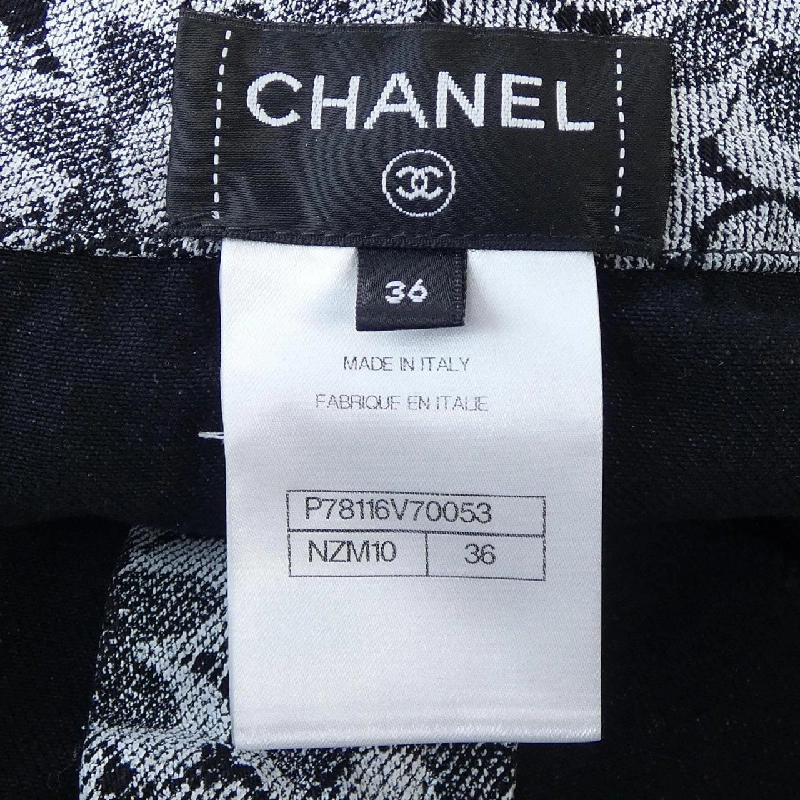 CHANEL
36
MADE IN ITALY
FABRIQUE EN ITALIE
P78116V70053
NZM10 36